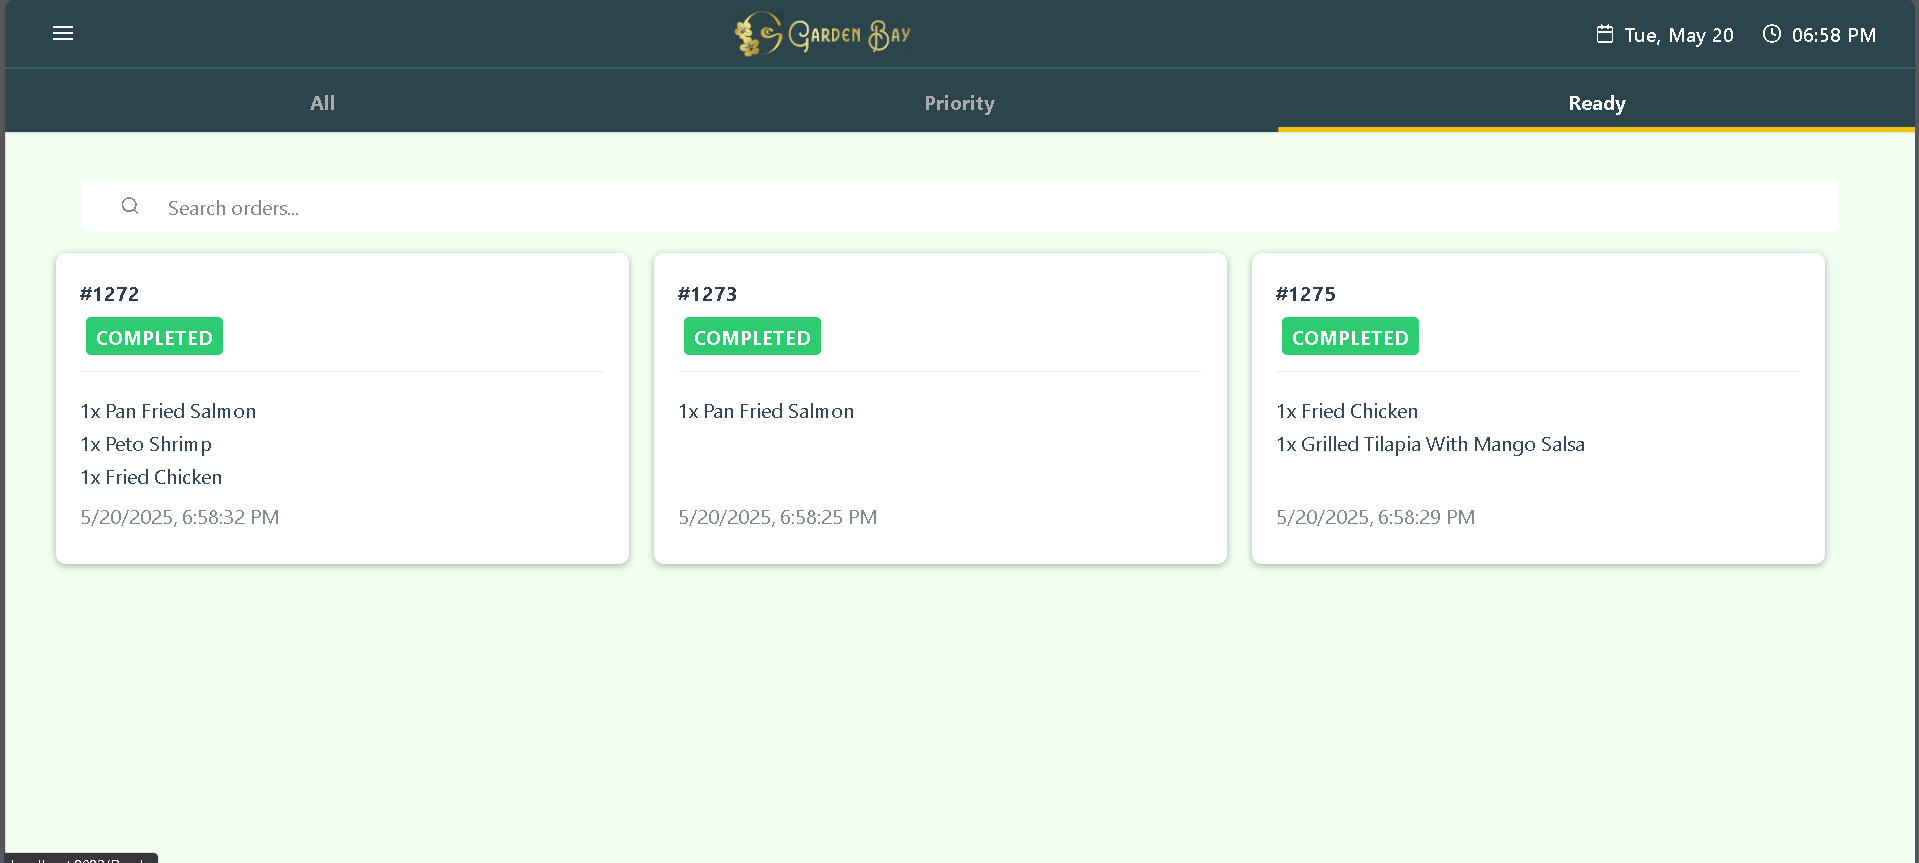 Garden Bay
Tue, May 20
06:58 PM
All
Priority
Ready
Search orders...
#1272
COMPLETED
1x Pan Fried Salmon
1x Peto Shrimp
1x Fried Chicken
5/20/2025, 6:58:32 PM
#1273
COMPLETED
1x Pan Fried Salmon
5/20/2025, 6:58:25 PM
#1275
COMPLETED
1x Fried Chicken
1x Grilled Tilapia With Mango Salsa
5/20/2025, 6:58:29 PM